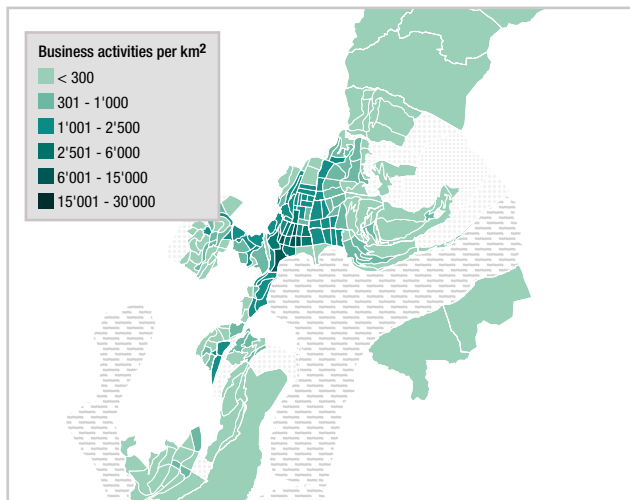 Business activities per km²
< 300
301 - 1'000
1'001 - 2'500
2'501 - 6'000
6'001 - 15'000
15'001 - 30'000